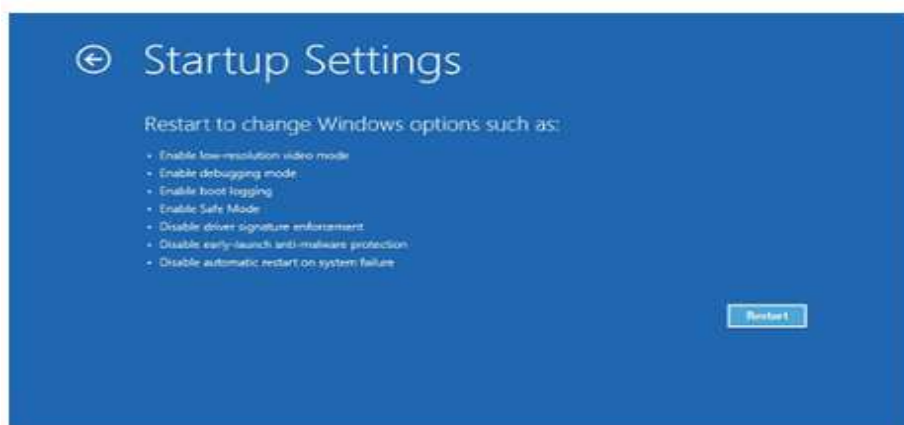 Startup Settings
Restart to change Windows options such as:
• Enable low-resolution video mode
• Enable debugging mode
• Enable boot logging
• Enable Safe Mode
• Disable driver signature enforcement
• Disable early-launch anti-malware protection
• Disable automatic restart on system failure
Restart